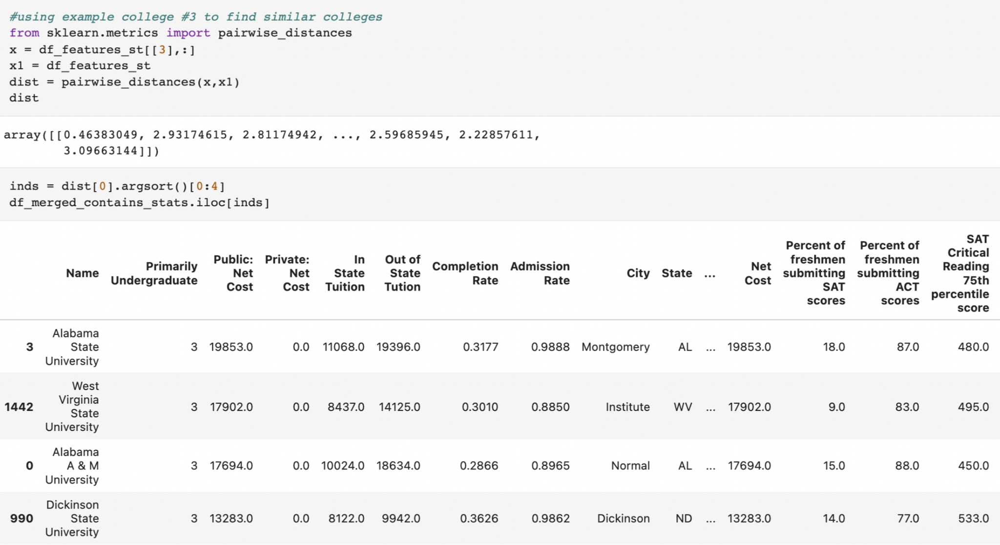 #using example college #3 to find similar colleges
from sklearn.metrics import pairwise_distances
x = df_features_st[[3],:]
x1 = df_features_st
dist = pairwise_distances(x,x1)
dist
array([[0.46383049, 2.93174615, 2.81174942, ..., 2.59685945, 2.22857611,
3.09663144]])
inds = dist[0].argsort()[0:4]
df_merged_contains_stats.iloc[inds]
Name Primarily Undergraduate Public: Net Cost Private: Net Cost In State Tuition Out of State Tution Completion Rate Admission Rate City State ... Net Cost Percent of freshmen submitting SAT scores Percent of freshmen submitting ACT scores SAT Critical Reading 75th percentile score
3 Alabama State University 3 19853.0 0.0 11068.0 19396.0 0.3177 0.9888 Montgomery AL ... 19853.0 18.0 87.0 480.0
1442 West Virginia State University 3 17902.0 0.0 8437.0 14125.0 0.3010 0.8850 Institute WV ... 17902.0 9.0 83.0 495.0
0 Alabama A & M University 3 17694.0 0.0 10024.0 18634.0 0.2866 0.8965 Normal AL ... 17694.0 15.0 88.0 450.0
990 Dickinson State University 3 13283.0 0.0 8122.0 9942.0 0.3626 0.9862 Dickinson ND ... 13283.0 14.0 77.0 533.0